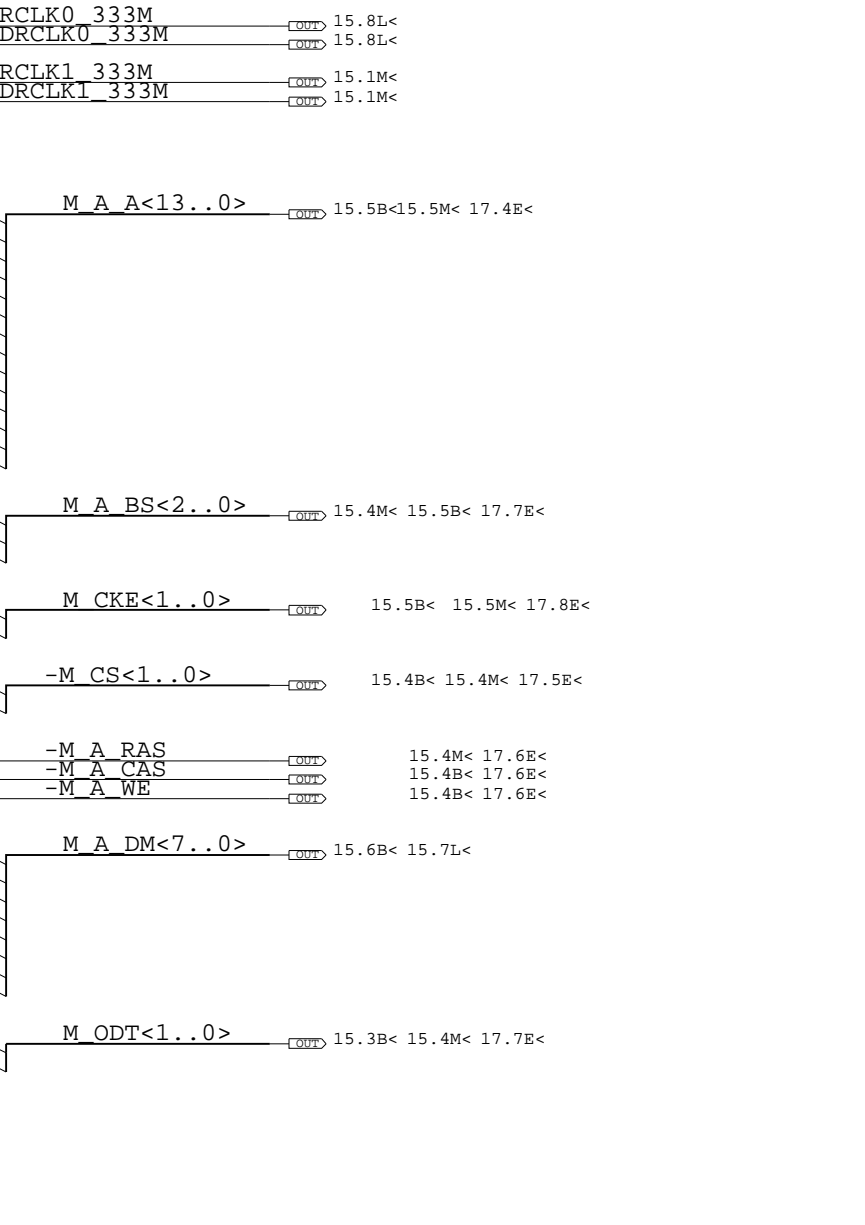 RCLK0_333M OUT 15.8L<
DRCLK0_333M OUT 15.8L<
RCLK1_333M OUT 15.1M<
DRCLK1_333M OUT 15.1M<
M_A_A<13..0> OUT 15.5B<15.5M< 17.4E<
M_A_BS<2..0> OUT 15.4M< 15.5B< 17.7E<
M_CKE<1..0> OUT 15.5B< 15.5M< 17.8E<
-M_CS<1..0> OUT 15.4B< 15.4M< 17.5E<
-M_A_RAS OUT 15.4M< 17.6E<
-M_A_CAS OUT 15.4B< 17.6E<
-M_A_WE OUT 15.4B< 17.6E<
M_A_DM<7..0> OUT 15.6B< 15.7L<
M_ODT<1..0> OUT 15.3B< 15.4M< 17.7E<